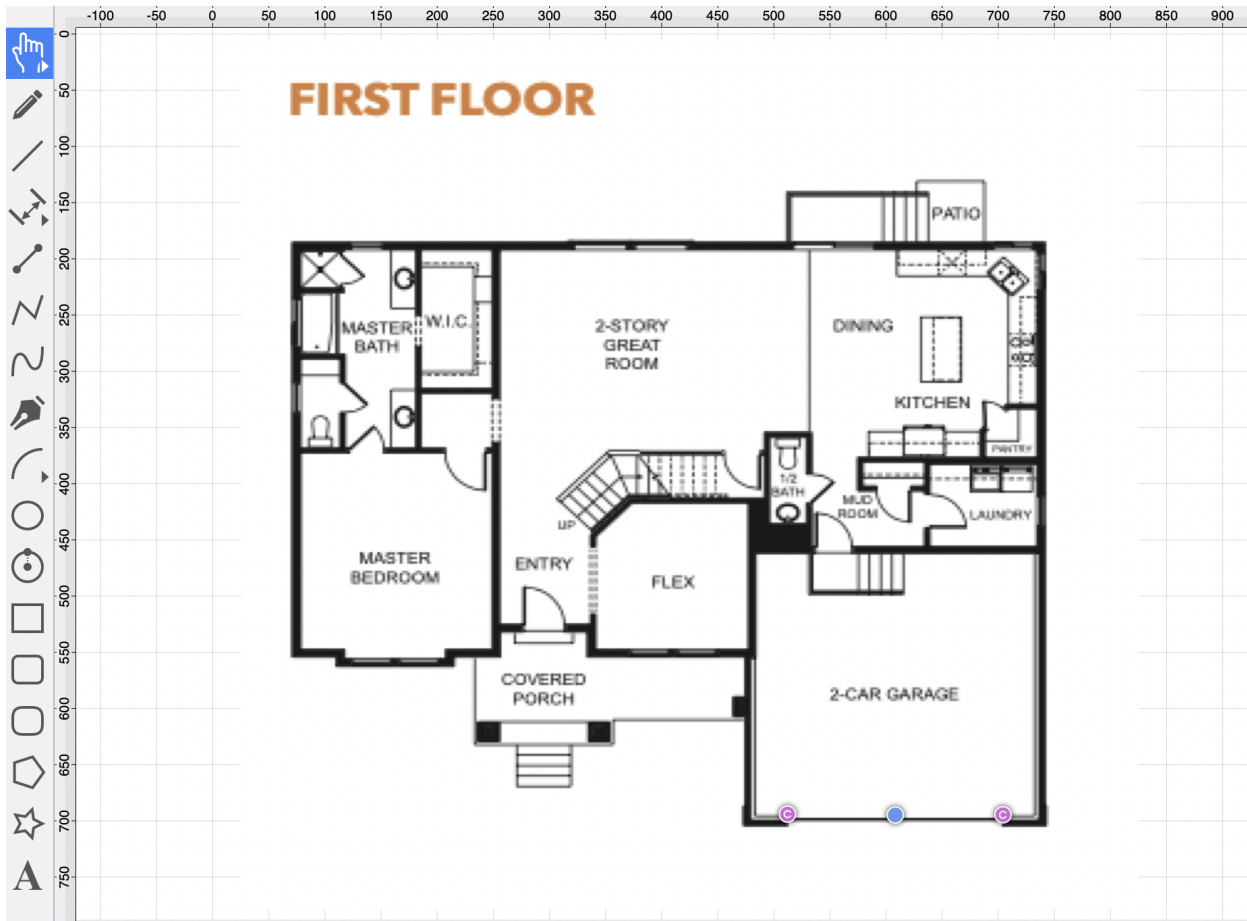 -100 -50 0 50 100 150 200 250 300 350 400 450 500 550 600 650 700 750 800 850 900
0
50
100
150
200
250
300
350
400
450
500
550
600
650
700
750
A
FIRST FLOOR
PATIO
MASTER
BATH
W.I.C.
2-STORY
GREAT
ROOM
DINING
KITCHEN
PANTRY
1/2
BATH
MUD
ROOM
LAUNDRY
UP
ENTRY
MASTER
BEDROOM
FLEX
COVERED
PORCH
2-CAR GARAGE
C
C